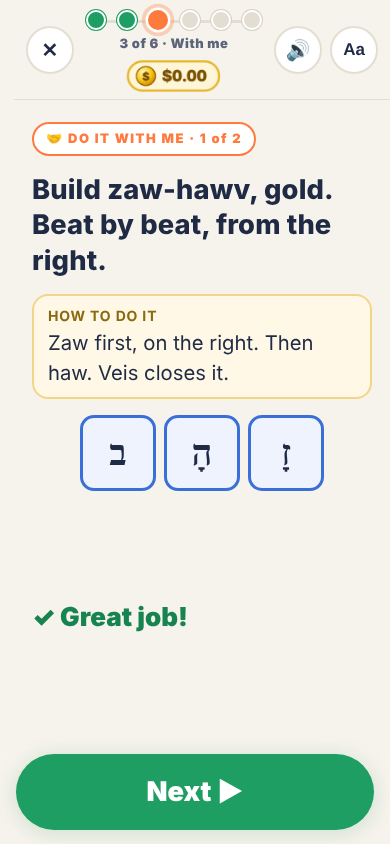 ✕
3 of 6 · With me
$ $0.00
🔊
Aa
🤝 DO IT WITH ME · 1 of 2
Build zaw-hawv, gold.
Beat by beat, from the
right.
HOW TO DO IT
Zaw first, on the right. Then
haw. Veis closes it.
זָ הָ ב
✓ Great job!
Next ▶